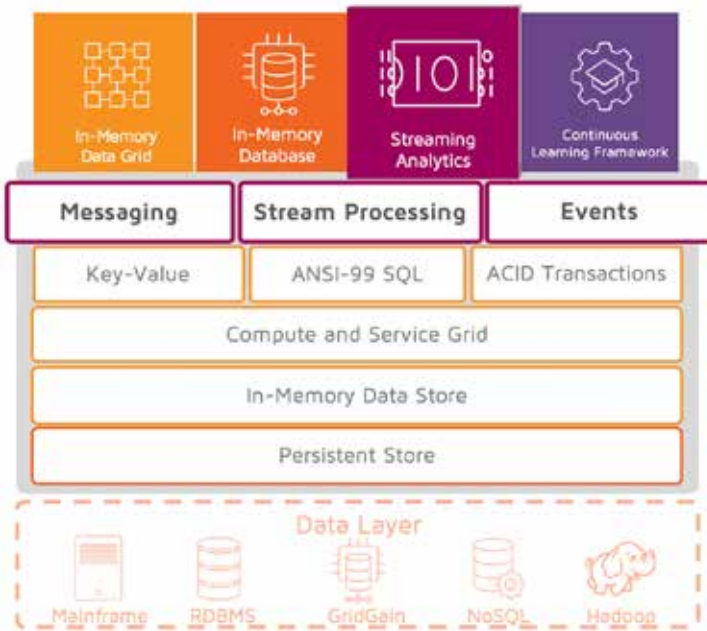 In-Memory
Data Grid
In-Memory
Database
Streaming
Analytics
Continuous
Learning Framework
Messaging
Stream Processing
Events
Key-Value
ANSI-99 SQL
ACID Transactions
Compute and Service Grid
In-Memory Data Store
Persistent Store
Data Layer
Mainframe
RDBMS
GridGain
NoSQL
Hadoop